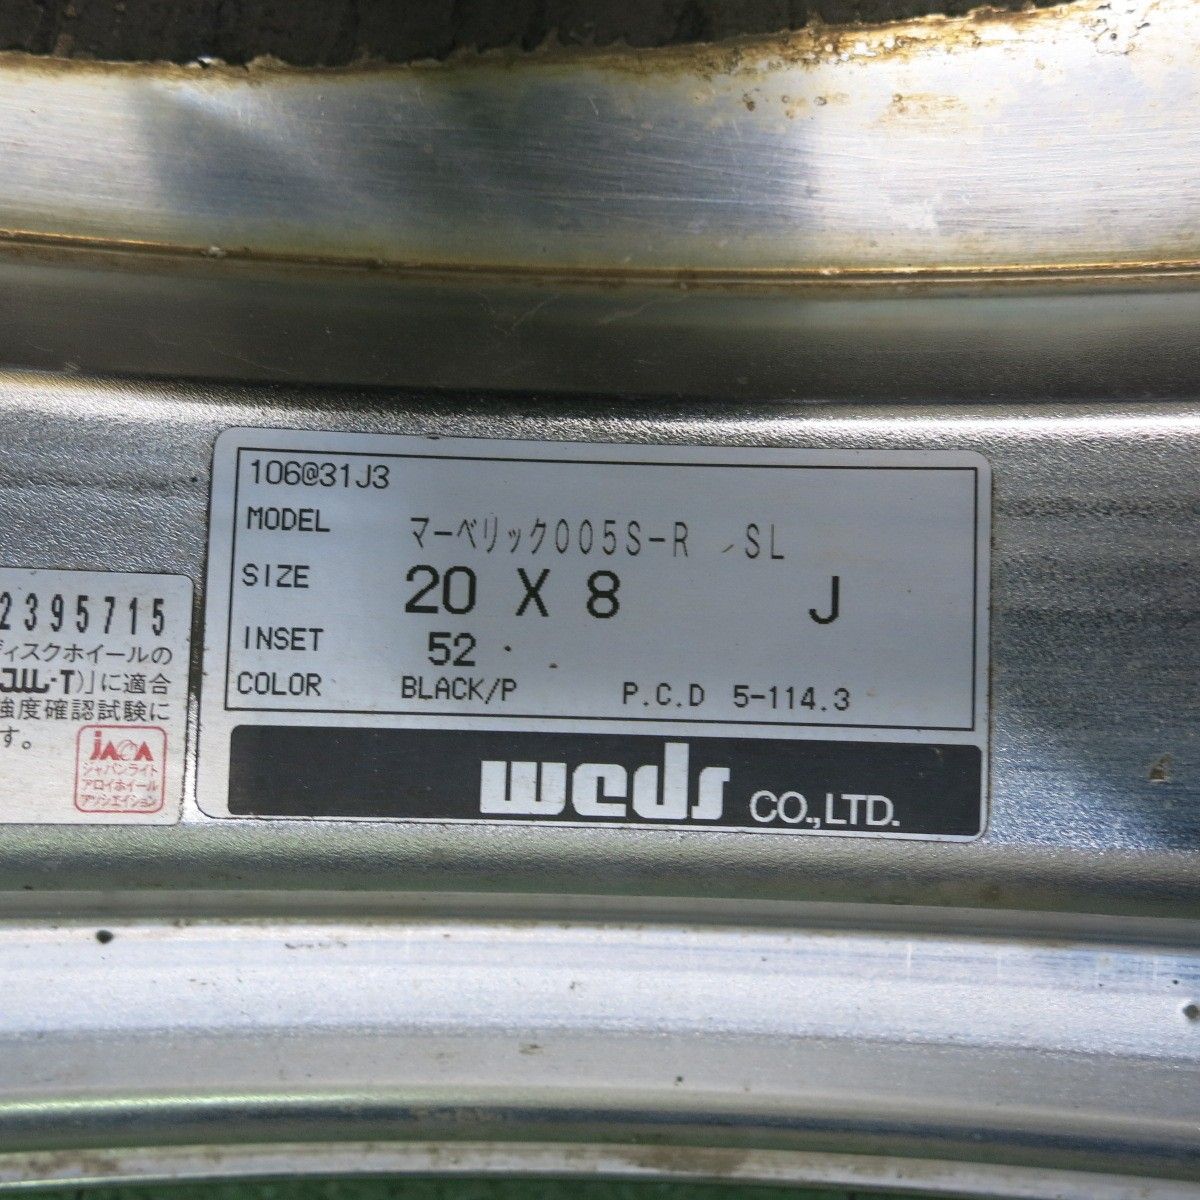 106@31J3
MODEL マーベリック005S-R SL
SIZE 20 X 8 J
INSET 52
COLOR BLACK/P P.C.D 5-114.3
weds CO.,LTD.
2395715
ディスクホイールの
JWL-T)」に適合
強度確認試験に
す。
JAWA
ジャパンライト
アロイホイール
アソシエイション